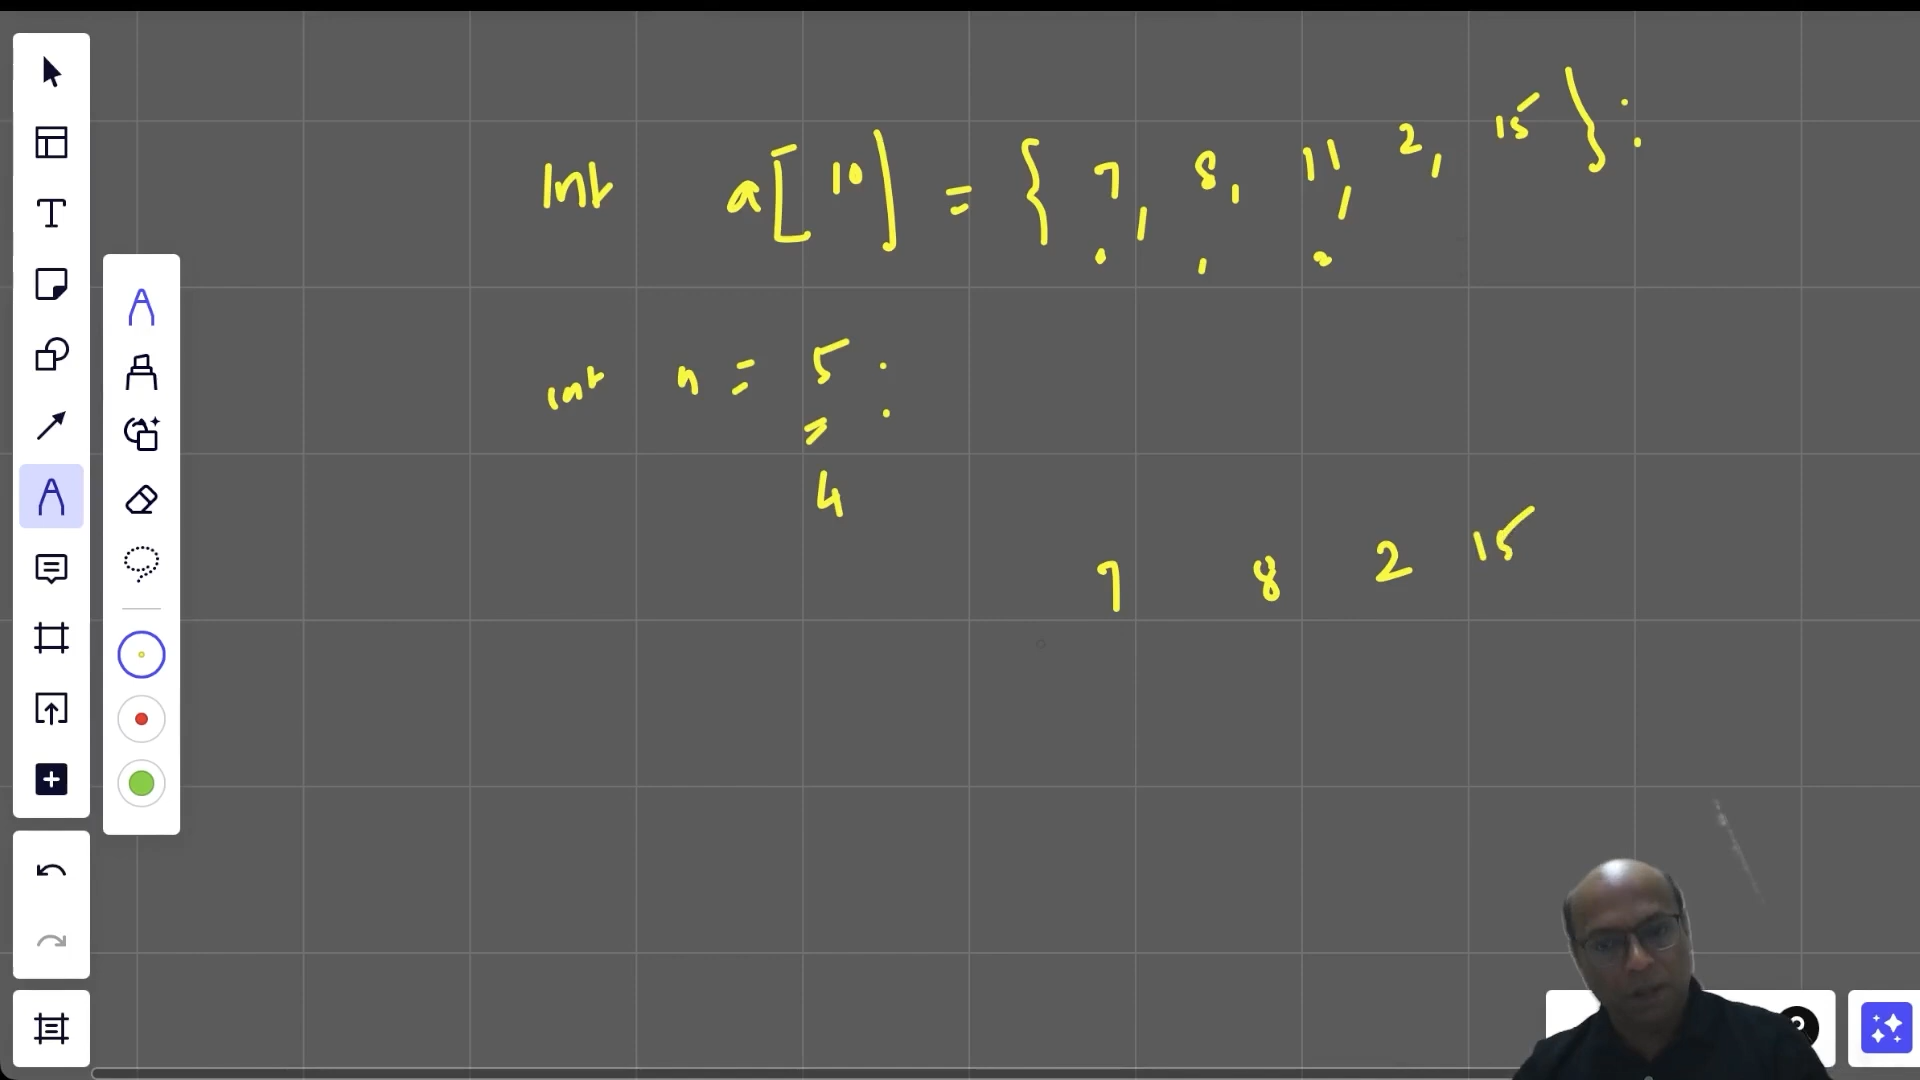 Int a[10] = { 7, 8, 11, 2, 15 };
int n = 5;
4
7 8 2 15